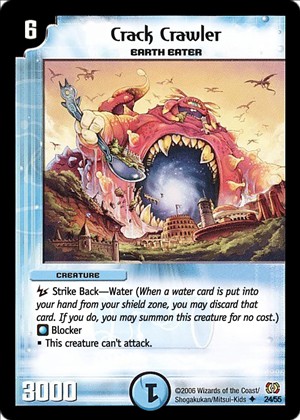 6
Crack Crawler
EARTH EATER
CREATURE
Strike Back—Water (When a water card is put into
your hand from your shield zone, you may discard that
card. If you do, you may summon this creature for no cost.)
Blocker
• This creature can't attack.
3000
1
©2006 Wizards of the Coast/
Shogakukan/Mitsui-Kids ♦ 24/55